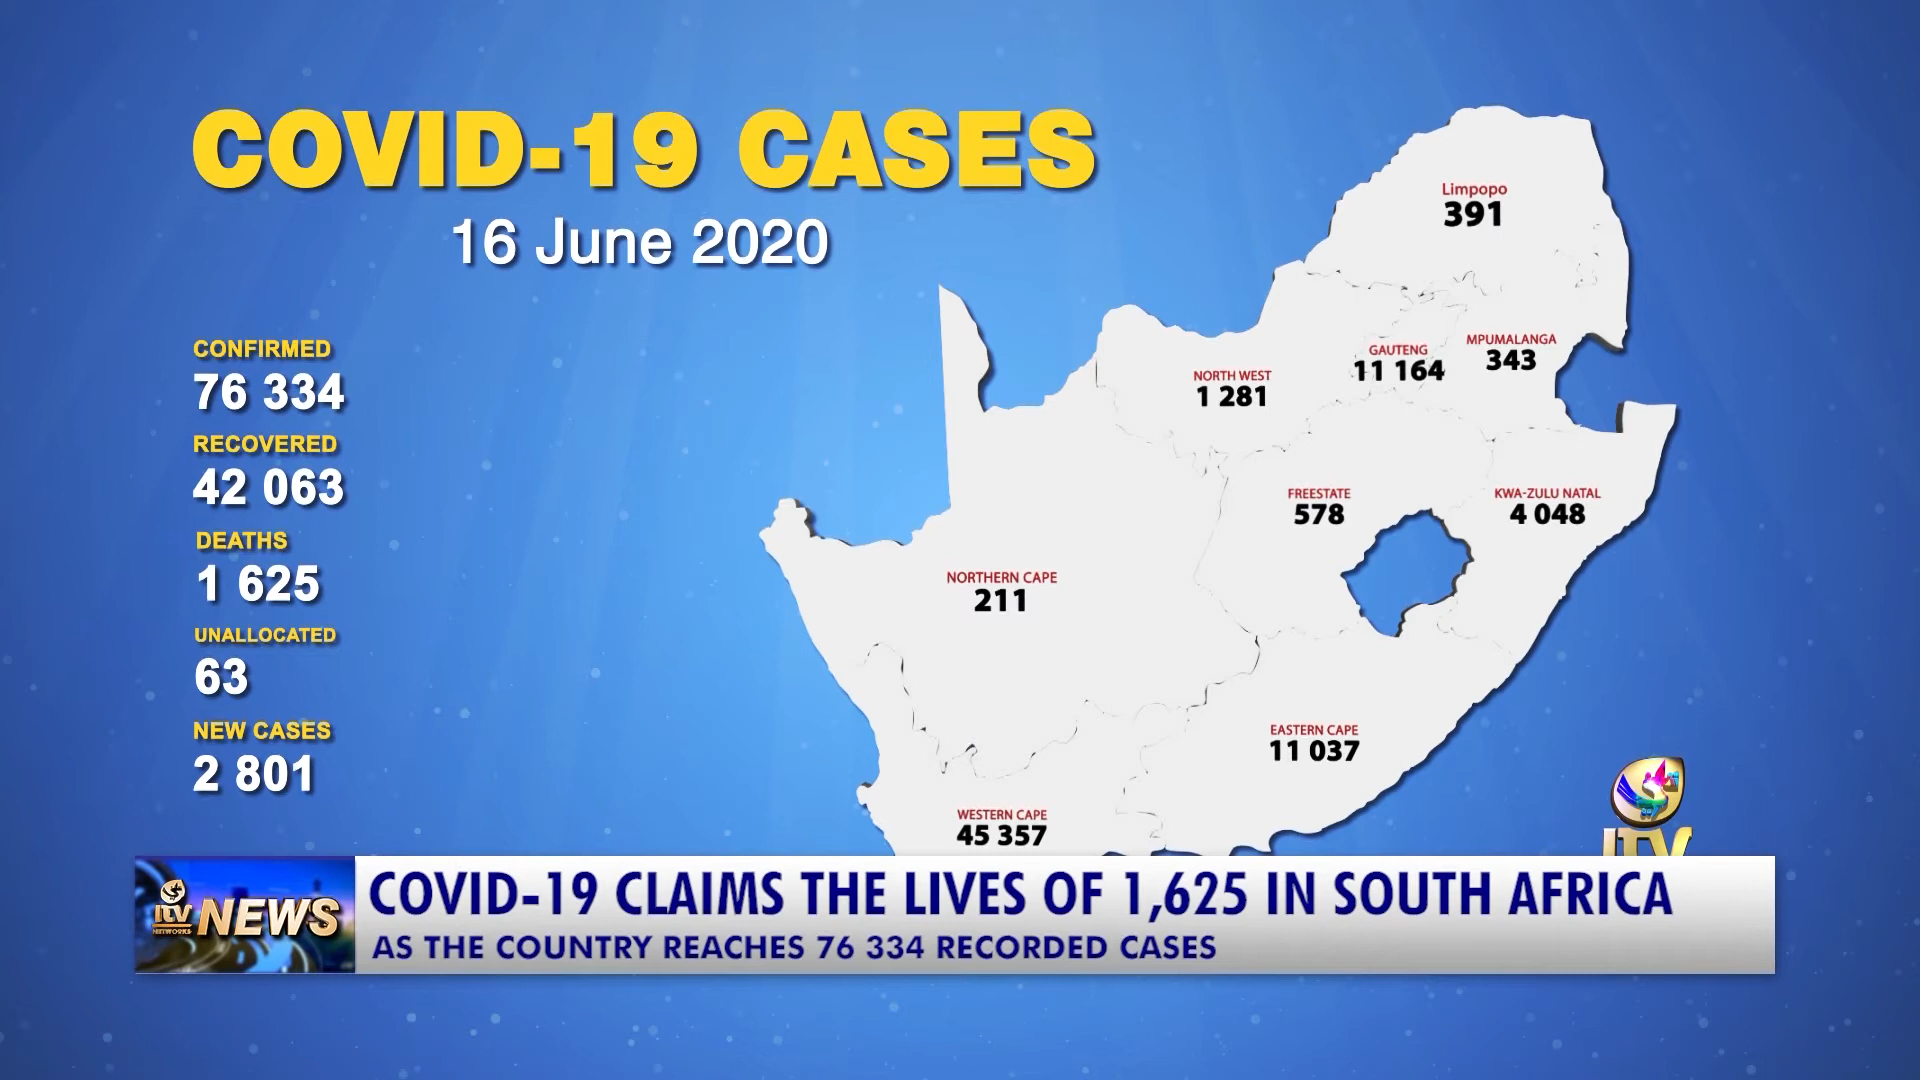 COVID-19 CASES
16 June 2020
CONFIRMED
76 334
RECOVERED
42 063
DEATHS
1 625
UNALLOCATED
63
NEW CASES
2 801
Limpopo
391
MPUMALANGA
343
GAUTENG
11 164
NORTH WEST
1 281
FREESTATE
578
KWA-ZULU NATAL
4 048
NORTHERN CAPE
211
EASTERN CAPE
11 037
WESTERN CAPE
45 357
ITV
ITV
NETWORKS
NEWS
COVID-19 CLAIMS THE LIVES OF 1,625 IN SOUTH AFRICA
AS THE COUNTRY REACHES 76 334 RECORDED CASES